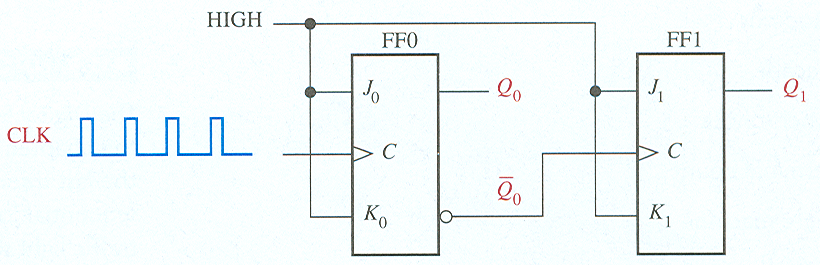 HIGH
FF0
FF1
J₀
Q₀
J₁
Q₁
CLK
C
C
Q̅₀
K₀
K₁